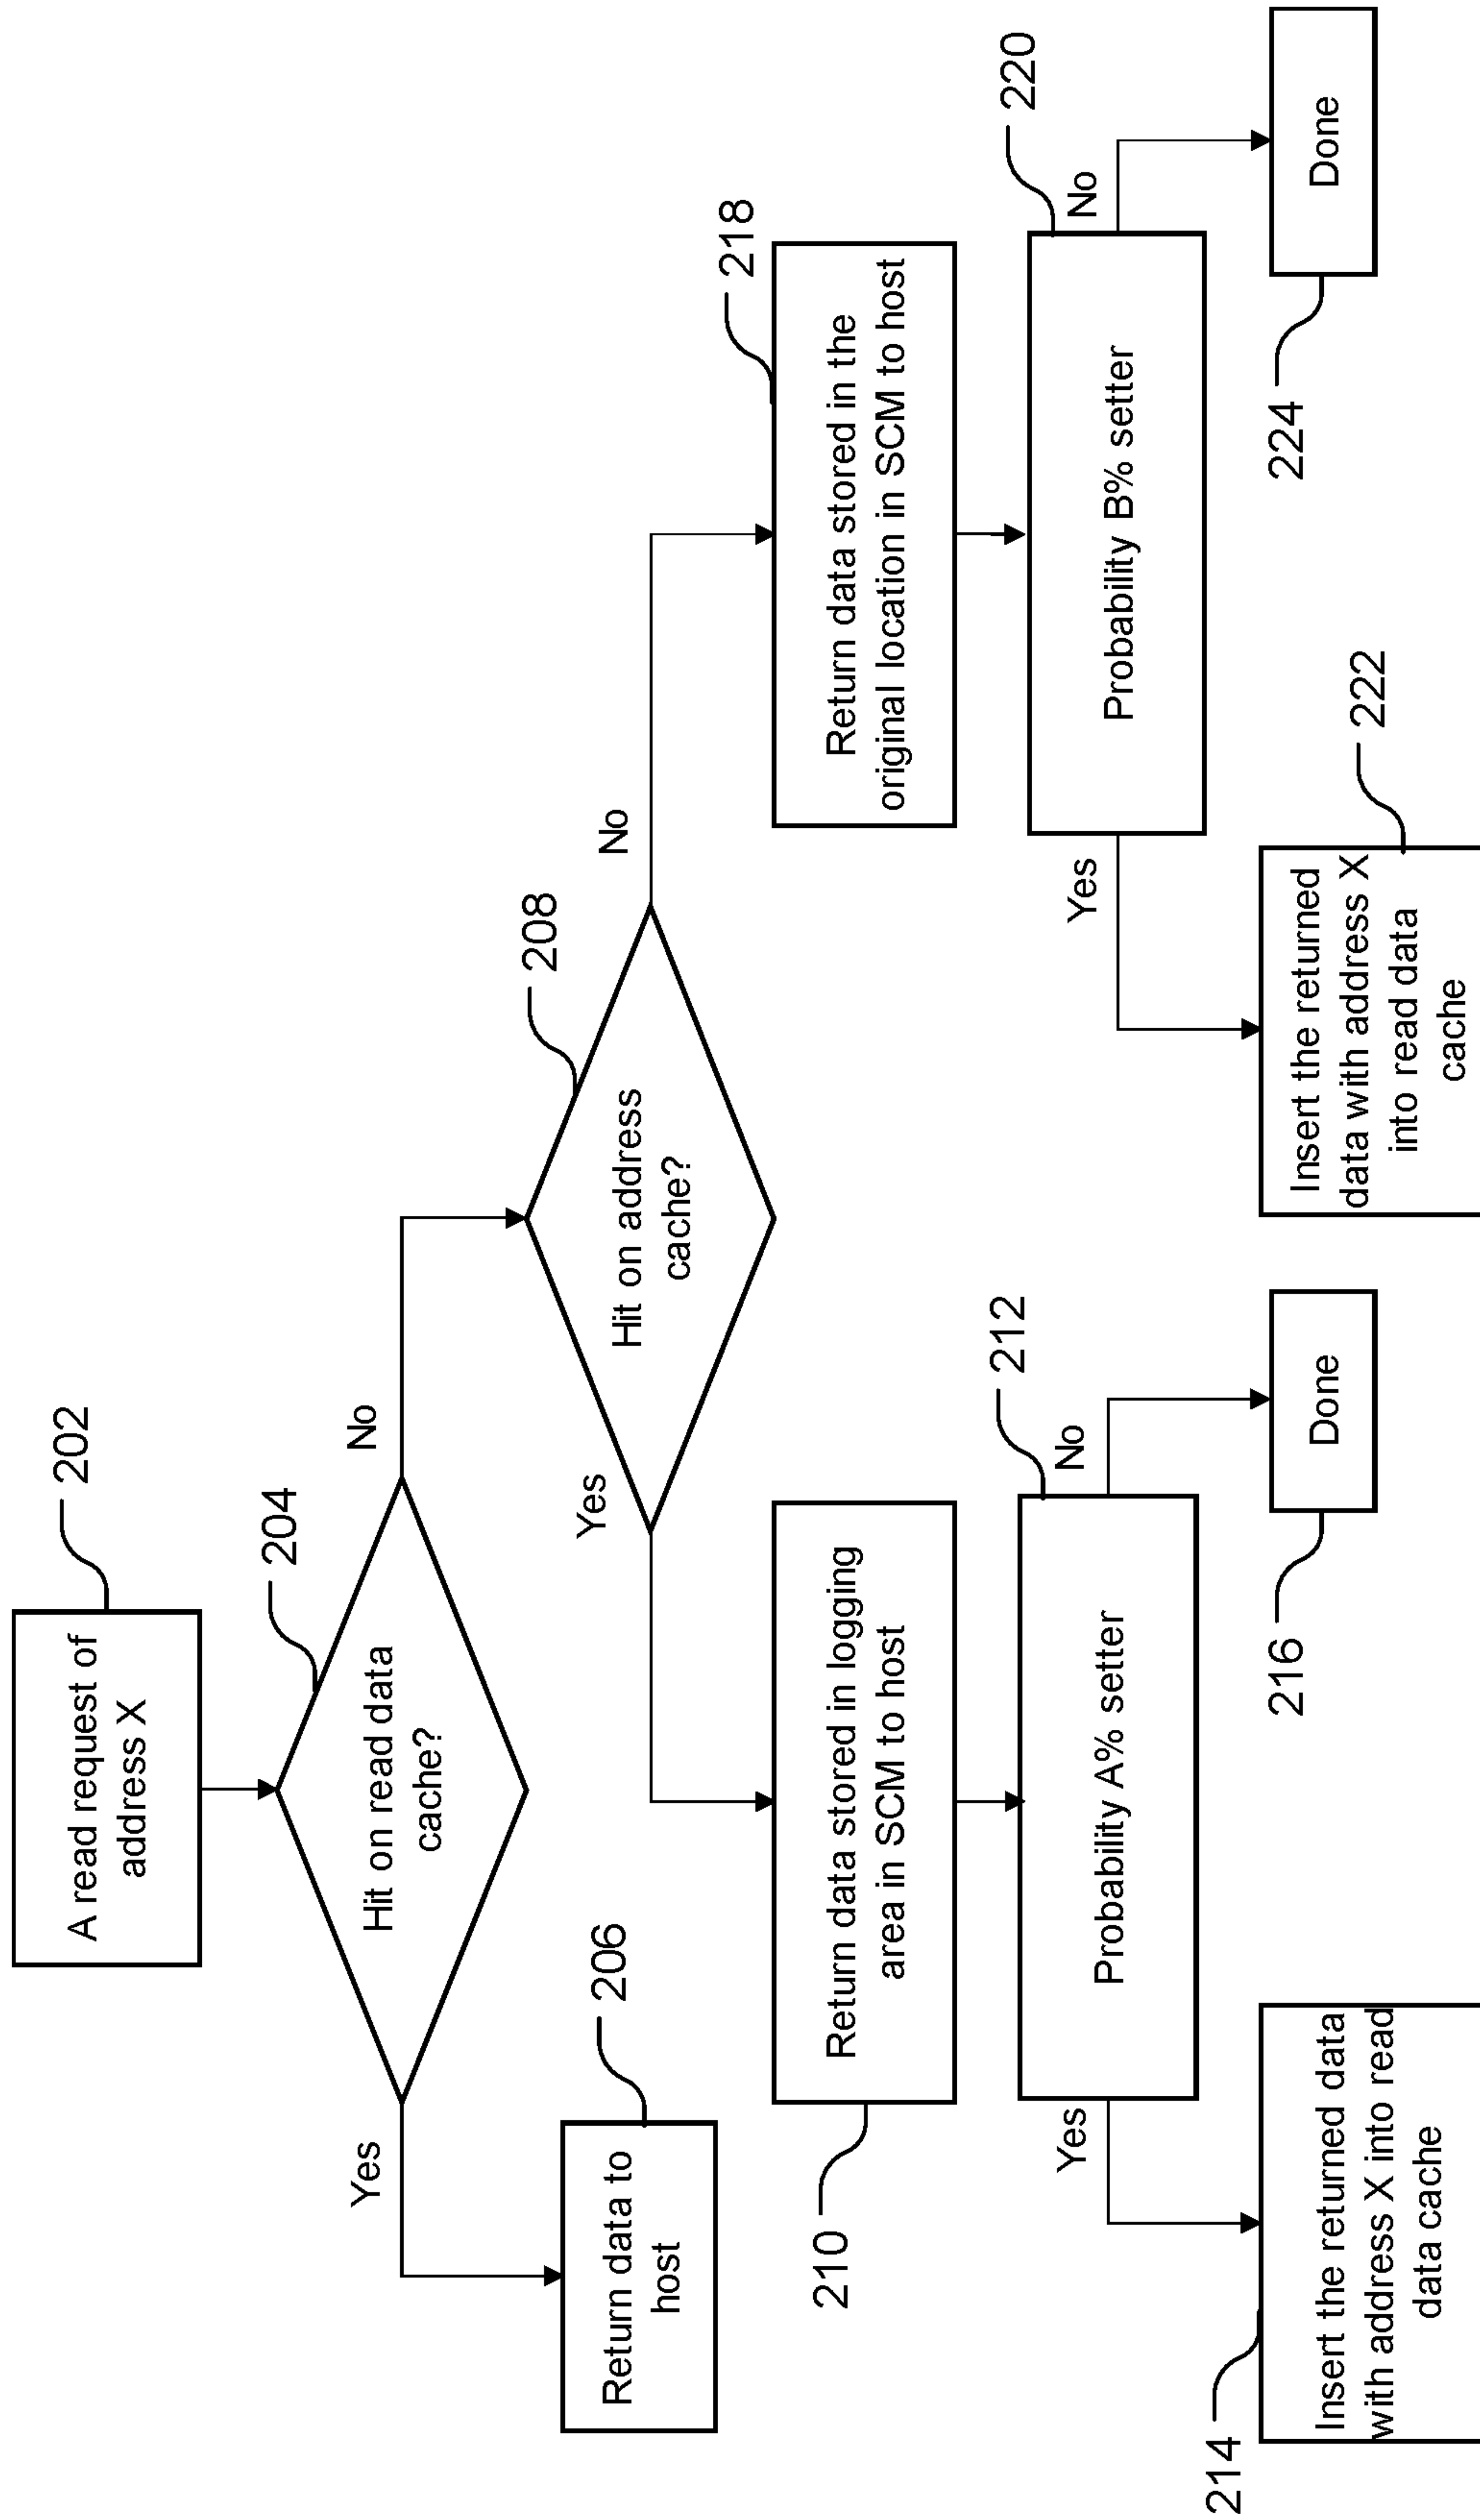 A read request of
address X
202
Hit on read data
cache?
204
Yes
No
Return data to
host
206
Hit on address
cache?
208
Yes
No
Return data stored in logging
area in SCM to host
210
Return data stored in the
original location in SCM to host
218
Probability A% setter
212
Yes
No
Probability B% setter
220
Yes
No
Insert the returned data
with address X into read
data cache
214
Done
216
Insert the returned
data with address X
into read data
cache
222
Done
224